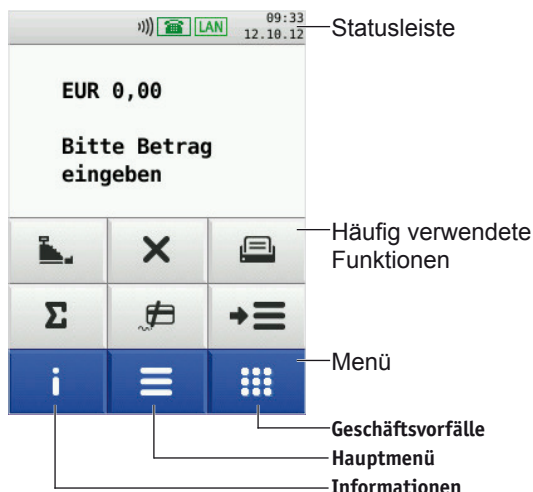 LAN
09:33
12.10.12
Statusleiste
EUR 0,00
Bitte Betrag
eingeben
Häufig verwendete
Funktionen
Σ
i
Menü
Geschäftsvorfälle
Hauptmenü
Informationen